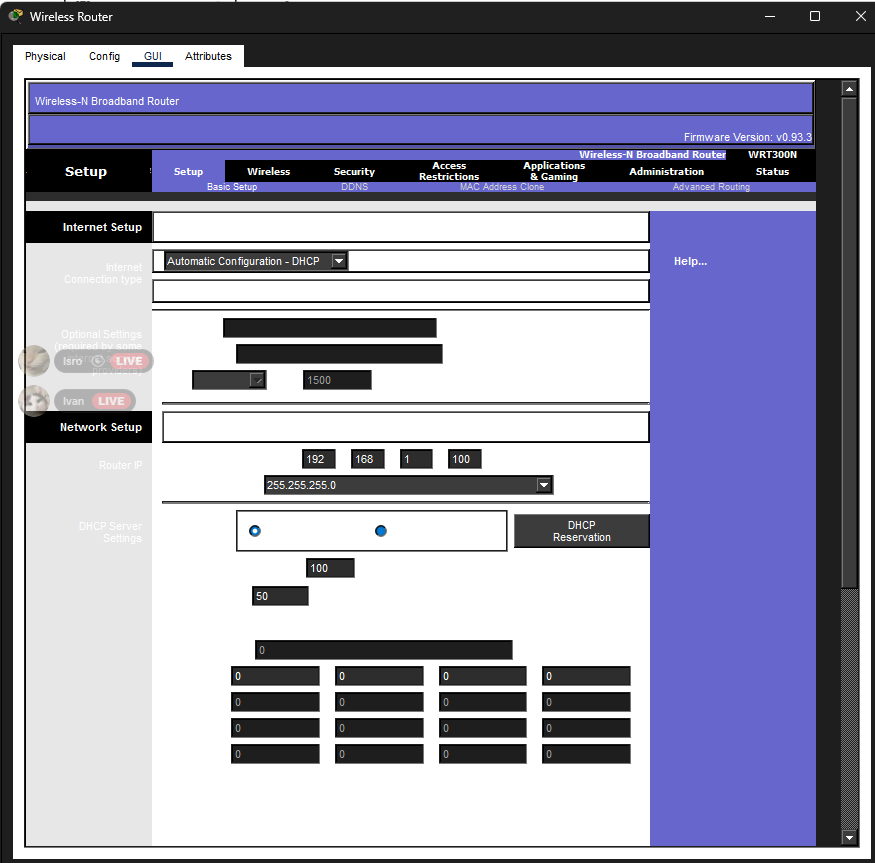 Wireless Router
Physical Config GUI Attributes
Wireless-N Broadband Router
Firmware Version: v0.93.3
Wireless-N Broadband Router WRT300N
Setup
Setup Wireless Security Access Restrictions Applications & Gaming Administration Status
Basic Setup DDNS MAC Address Clone Advanced Routing
Internet Setup
Internet
Connection type
Automatic Configuration - DHCP
Help...
Optional Settings
(required by some
Isro LIVE
1500
Ivan LIVE
Network Setup
Router IP
192 168 1 100
255.255.255.0
DHCP Server
Settings
DHCP
Reservation
100
50
0
0 0 0 0
0 0 0 0
0 0 0 0
0 0 0 0